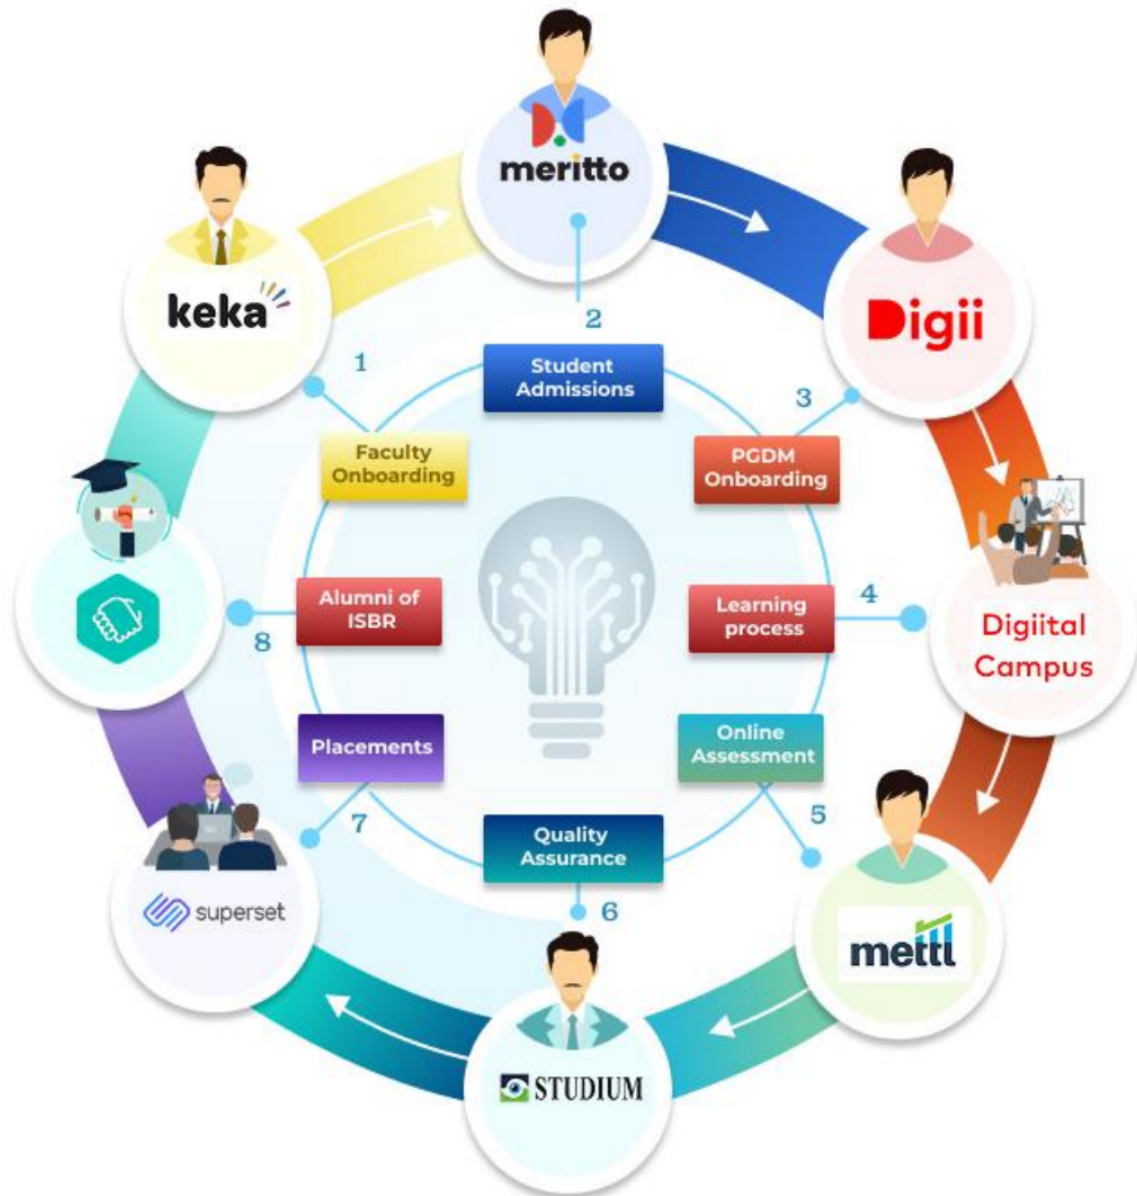 meritto
keka
Digii
1
2
3
Student
Admissions
Faculty
Onboarding
PGDM
Onboarding
Alumni of
ISBR
Learning
process
4
Digiital
Campus
8
Placements
Online
Assessment
7
5
Quality
Assurance
6
superset
mettl
STUDIUM